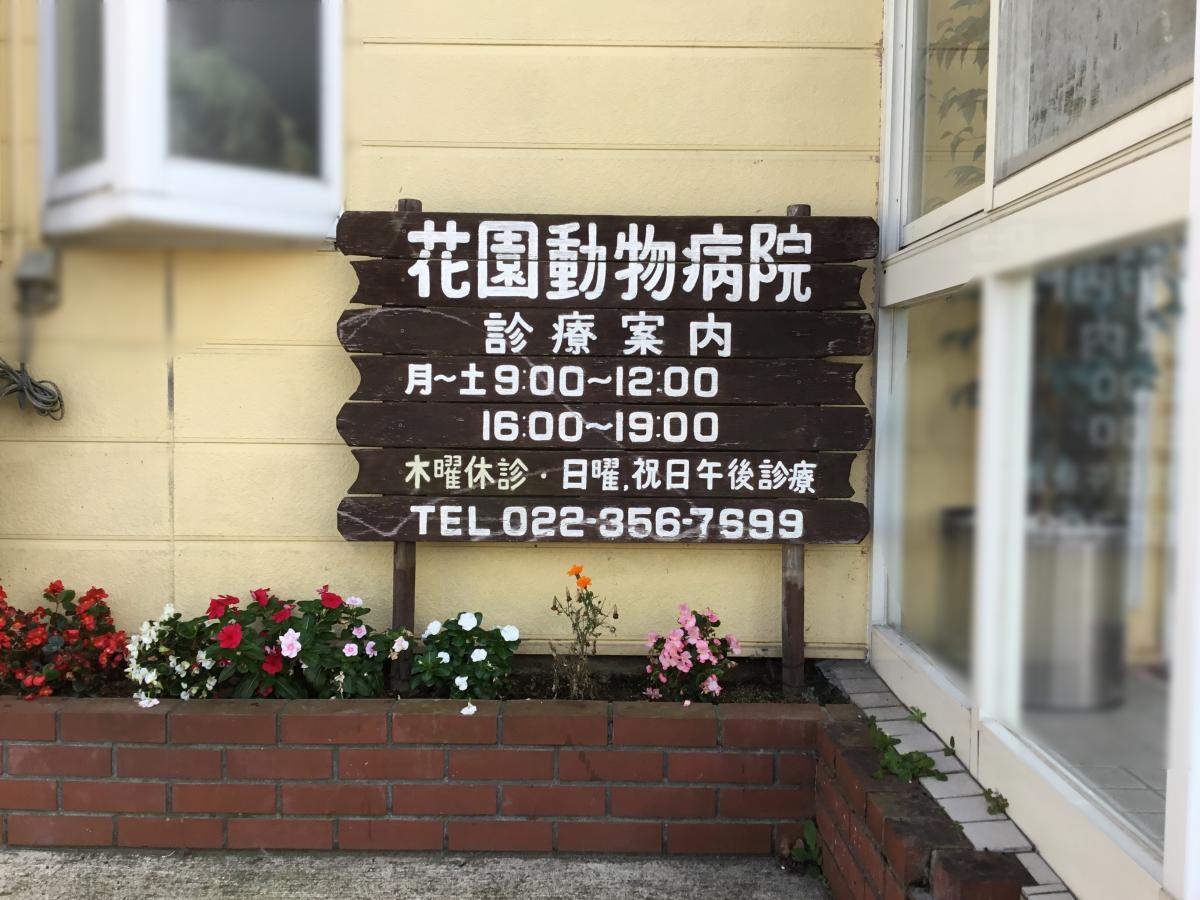 花園動物病院
診療案内
月〜土 9:00〜12:00
16:00〜19:00
木曜休診・日曜,祝日午後診療
TEL 022-356-7699